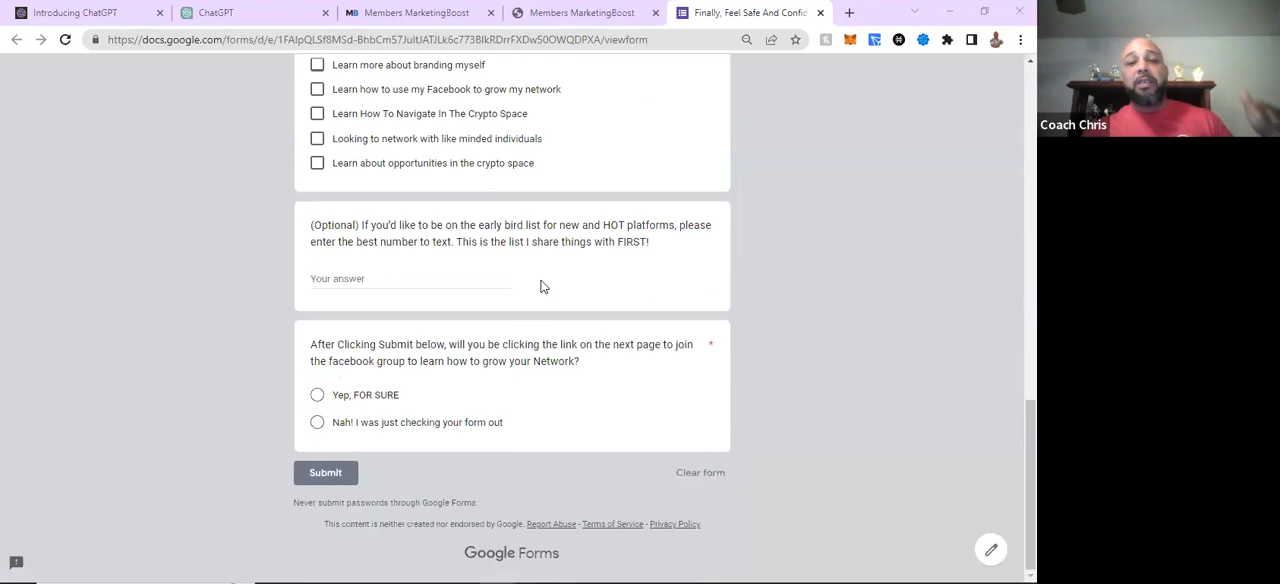 Introducing ChatGPT
ChatGPT
MB Members MarketingBoost
Members MarketingBoost
Finally, Feel Safe And Confic
https://docs.google.com/forms/d/e/1FAIpQLSf8MSd-BhbCm57JuItJATJLk6c773BlkRDrrFXDw50OWQDPXA/viewform
Learn more about branding myself
Learn how to use my Facebook to grow my network
Learn How To Navigate In The Crypto Space
Looking to network with like minded individuals
Learn about opportunities in the crypto space
(Optional) If you'd like to be on the early bird list for new and HOT platforms, please
enter the best number to text. This is the list I share things with FIRST!
Your answer
After Clicking Submit below, will you be clicking the link on the next page to join *
the facebook group to learn how to grow your Network?
Yep, FOR SURE
Nah! I was just checking your form out
Submit
Clear form
Never submit passwords through Google Forms.
This content is neither created nor endorsed by Google. Report Abuse - Terms of Service - Privacy Policy
Google Forms
Coach Chris